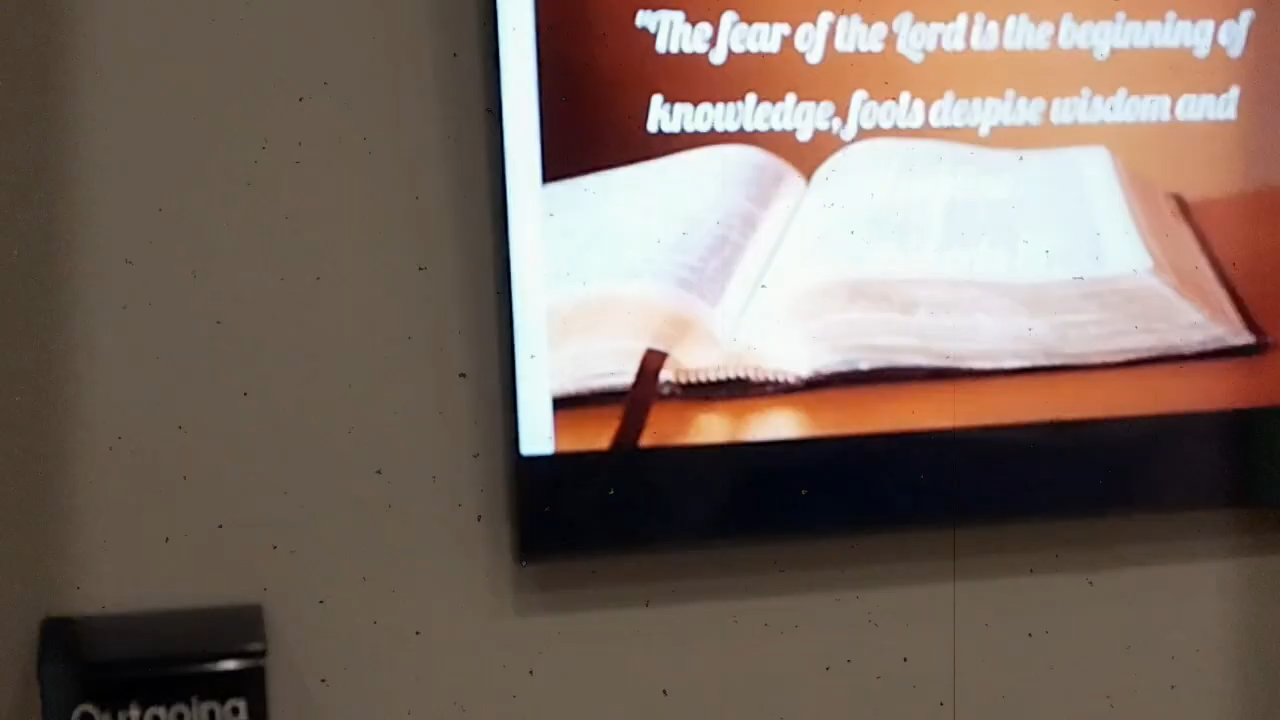 "The fear of the Lord is the beginning of
knowledge, fools despise wisdom and
Outgoing